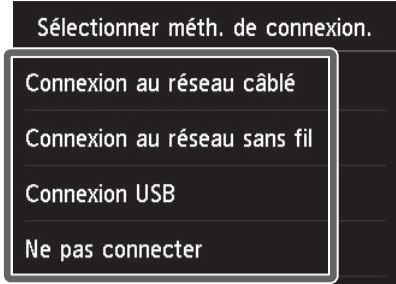 Sélectionner méth. de connexion.
Connexion au réseau câblé
Connexion au réseau sans fil
Connexion USB
Ne pas connecter